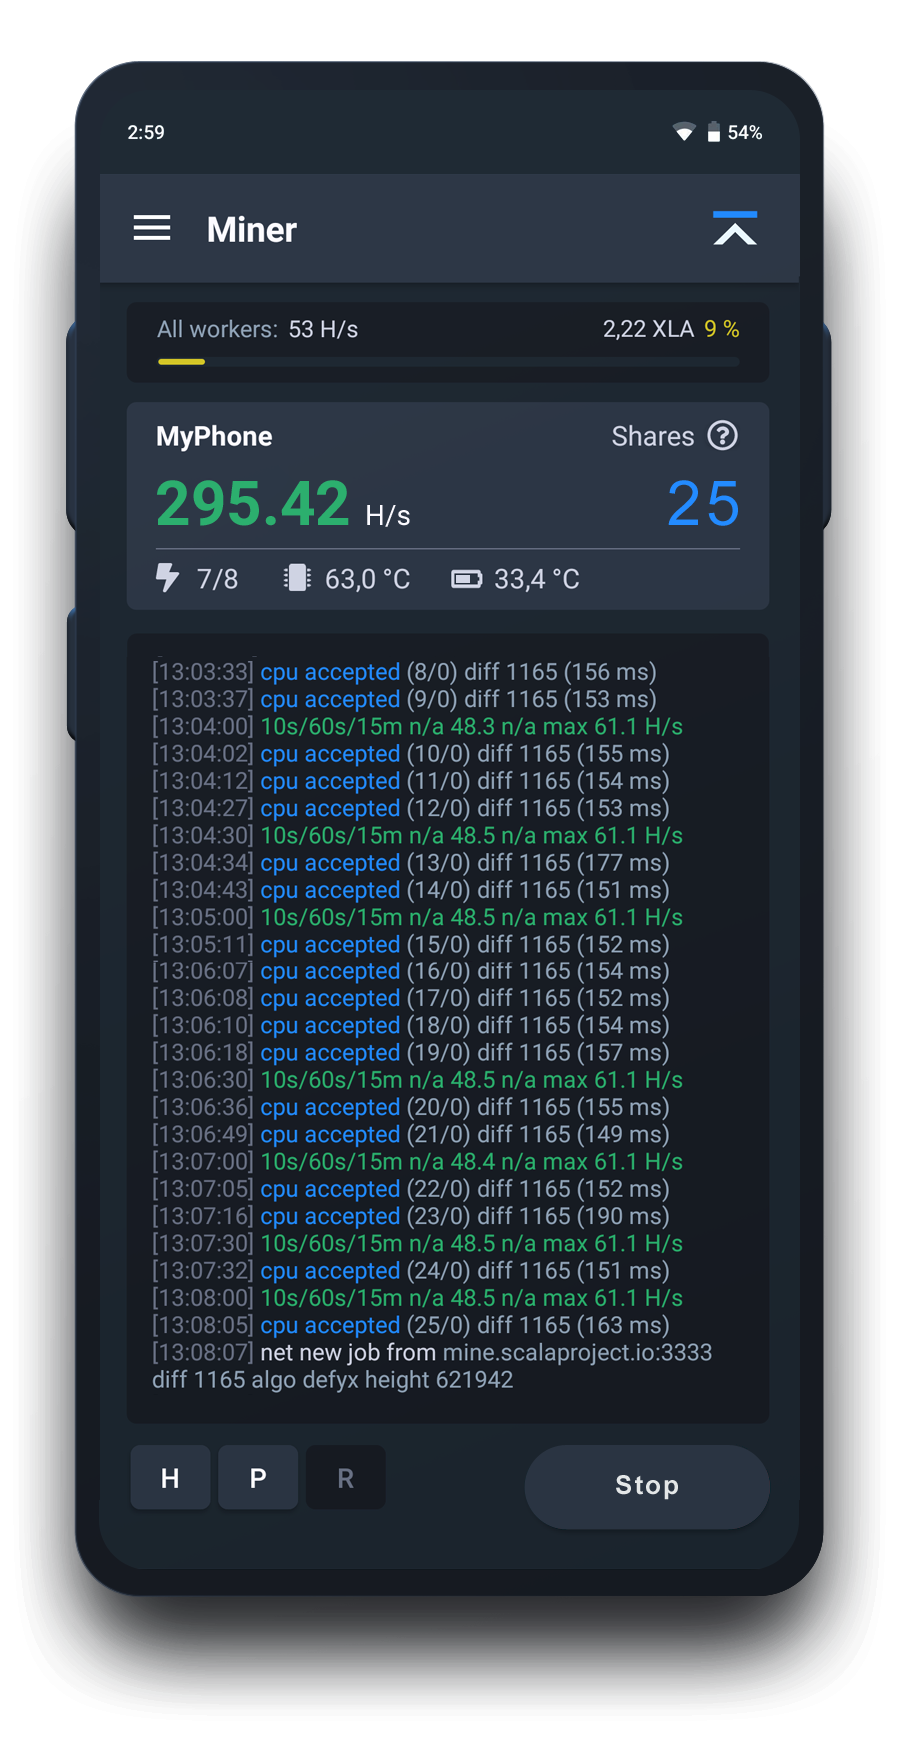 2:59 54%
Miner
All workers: 53 H/s 2,22 XLA 9 %
MyPhone Shares ?
295.42 H/s 25
7/8 63,0 °C 33,4 °C
[13:03:33] cpu accepted (8/0) diff 1165 (156 ms)
[13:03:37] cpu accepted (9/0) diff 1165 (153 ms)
[13:04:00] 10s/60s/15m n/a 48.3 n/a max 61.1 H/s
[13:04:02] cpu accepted (10/0) diff 1165 (155 ms)
[13:04:12] cpu accepted (11/0) diff 1165 (154 ms)
[13:04:27] cpu accepted (12/0) diff 1165 (153 ms)
[13:04:30] 10s/60s/15m n/a 48.5 n/a max 61.1 H/s
[13:04:34] cpu accepted (13/0) diff 1165 (177 ms)
[13:04:43] cpu accepted (14/0) diff 1165 (151 ms)
[13:05:00] 10s/60s/15m n/a 48.5 n/a max 61.1 H/s
[13:05:11] cpu accepted (15/0) diff 1165 (152 ms)
[13:06:07] cpu accepted (16/0) diff 1165 (154 ms)
[13:06:08] cpu accepted (17/0) diff 1165 (152 ms)
[13:06:10] cpu accepted (18/0) diff 1165 (154 ms)
[13:06:18] cpu accepted (19/0) diff 1165 (157 ms)
[13:06:30] 10s/60s/15m n/a 48.5 n/a max 61.1 H/s
[13:06:36] cpu accepted (20/0) diff 1165 (155 ms)
[13:06:49] cpu accepted (21/0) diff 1165 (149 ms)
[13:07:00] 10s/60s/15m n/a 48.4 n/a max 61.1 H/s
[13:07:05] cpu accepted (22/0) diff 1165 (152 ms)
[13:07:16] cpu accepted (23/0) diff 1165 (190 ms)
[13:07:30] 10s/60s/15m n/a 48.5 n/a max 61.1 H/s
[13:07:32] cpu accepted (24/0) diff 1165 (151 ms)
[13:08:00] 10s/60s/15m n/a 48.5 n/a max 61.1 H/s
[13:08:05] cpu accepted (25/0) diff 1165 (163 ms)
[13:08:07] net new job from mine.scalaproject.io:3333
diff 1165 algo defyx height 621942
H P R Stop